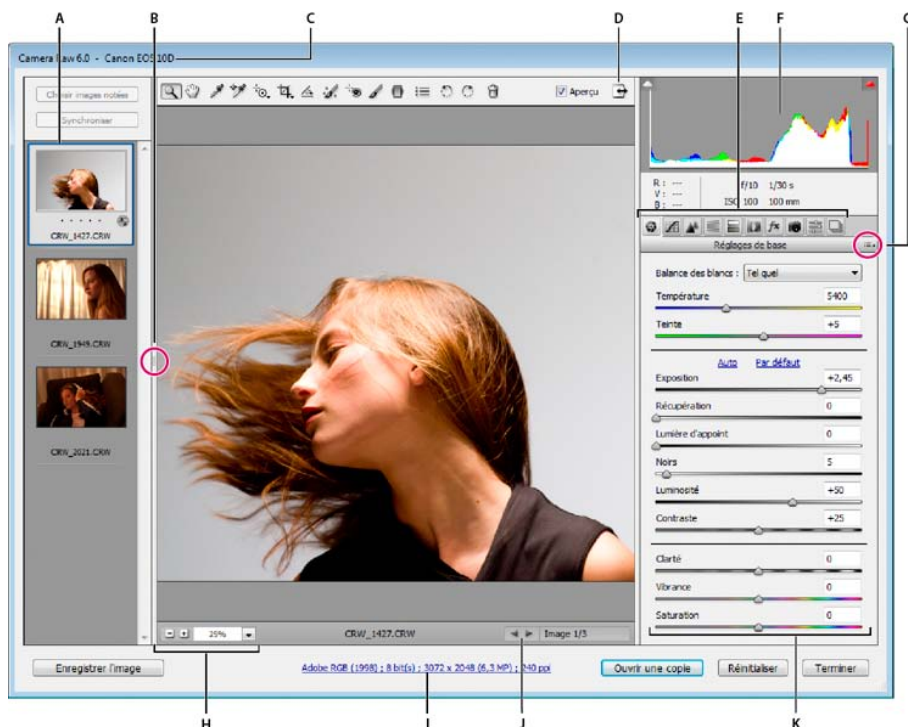 A B C D E F G
Camera Raw 6.0 - Canon EOS 10D
Choisir images notées
Synchroniser
Aperçu
CRW_1427.CRW
CRW_1949.CRW
CRW_2021.CRW
R : ---
V : ---
B : ---
f/10 1/30 s
ISO 100 100 mm
Réglages de base
Balance des blancs : Tel quel
Température 5400
Teinte +5
Auto Par défaut
Exposition +2,45
Récupération 0
Lumière d'appoint 0
Noirs 5
Luminosité +50
Contraste +25
Clarté 0
Vibrance 0
Saturation 0
29% CRW_1427.CRW Image 1/3
Enregistrer l'image
Adobe RGB (1998) ; 8 bit(s) ; 3072 x 2048 (6,3 MP) ; 240 ppi
Ouvrir une copie
Réinitialiser
Terminer
H I J K